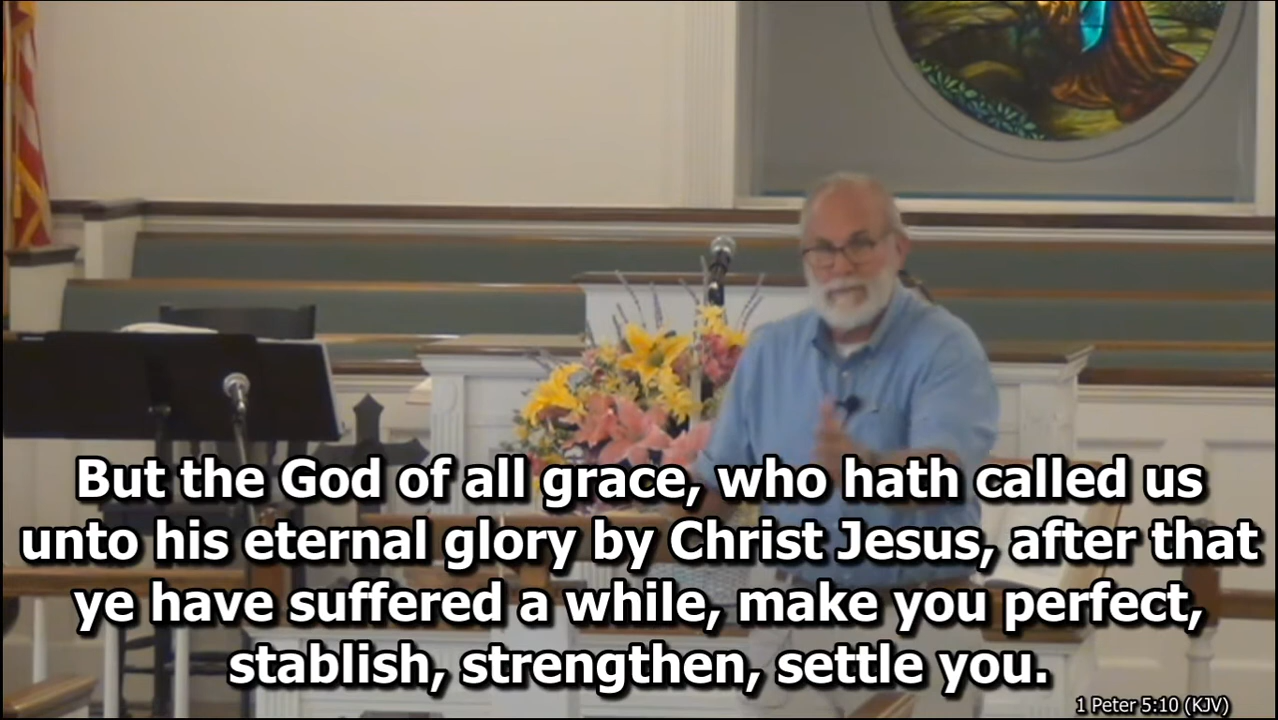 But the God of all grace, who hath called us
unto his eternal glory by Christ Jesus, after that
ye have suffered a while, make you perfect,
stablish, strengthen, settle you.
1 Peter 5:10 (KJV)